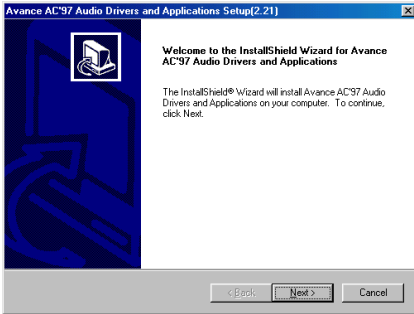 Avance AC'97 Audio Drivers and Applications Setup(2.21)
Welcome to the InstallShield Wizard for Avance
AC'97 Audio Drivers and Applications
The InstallShield® Wizard will install Avance AC'97 Audio
Drivers and Applications on your computer. To continue,
click Next.
< Back
Next >
Cancel